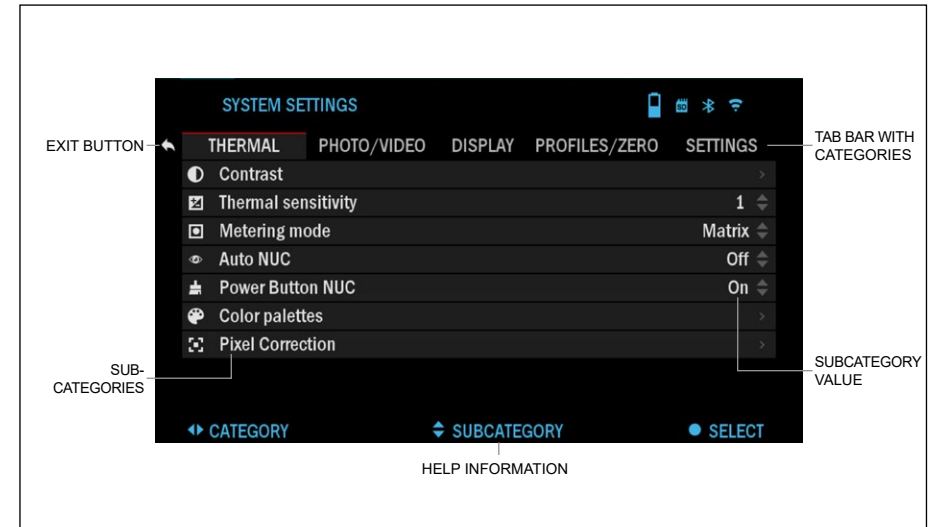 SYSTEM SETTINGS
SD
EXIT BUTTON
THERMAL PHOTO/VIDEO DISPLAY PROFILES/ZERO SETTINGS
TAB BAR WITH
CATEGORIES
Contrast
Thermal sensitivity 1
Metering mode Matrix
Auto NUC Off
Power Button NUC On
Color palettes
Pixel Correction
SUB-
CATEGORIES
SUBCATEGORY
VALUE
CATEGORY SUBCATEGORY SELECT
HELP INFORMATION